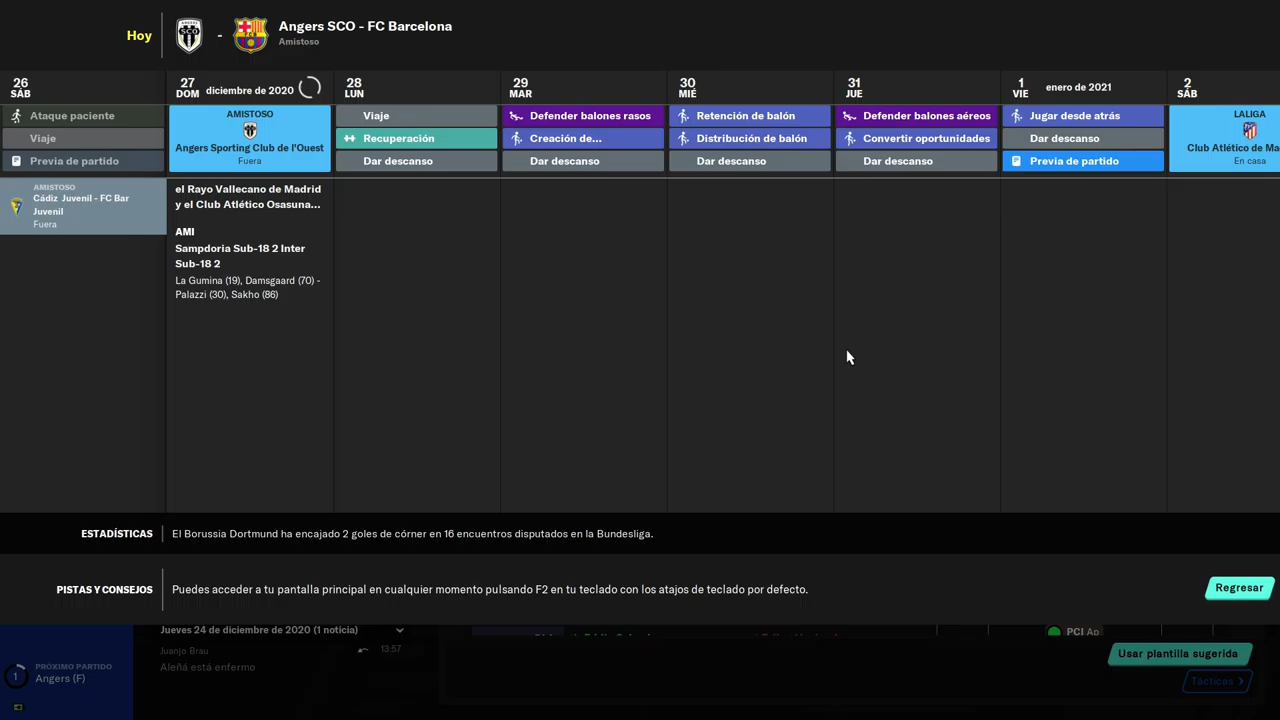 Hoy
Angers SCO - FC Barcelona
Amistoso
26
SÁB
27
DOM
diciembre de 2020
28
LUN
29
MAR
30
MIÉ
31
JUE
1
VIE
enero de 2021
2
SÁB
Ataque paciente
Viaje
Previa de partido
AMISTOSO
Angers Sporting Club de l'Ouest
Fuera
Viaje
Recuperación
Dar descanso
Defender balones rasos
Creación de...
Dar descanso
Retención de balón
Distribución de balón
Dar descanso
Defender balones aéreos
Convertir oportunidades
Dar descanso
Jugar desde atrás
Dar descanso
Previa de partido
LALIGA
Club Atlético de Ma
En casa
AMISTOSO
Cádiz Juvenil - FC Bar
Juvenil
Fuera
el Rayo Vallecano de Madrid
y el Club Atlético Osasuna...
AMI
Sampdoria Sub-18 2 Inter
Sub-18 2
La Gumina (19), Damsgaard (70) -
Palazzi (30), Sakho (86)
ESTADÍSTICAS
El Borussia Dortmund ha encajado 2 goles de córner en 16 encuentros disputados en la Bundesliga.
PISTAS Y CONSEJOS
Puedes acceder a tu pantalla principal en cualquier momento pulsando F2 en tu teclado con los atajos de teclado por defecto.
Regresar
Jueves 24 de diciembre de 2020 (1 noticia)
Juanjo Brau
13:57
Aleñá está enfermo
PCI Ap
Usar plantilla sugerida
Tácticas
1
PRÓXIMO PARTIDO
Angers (F)